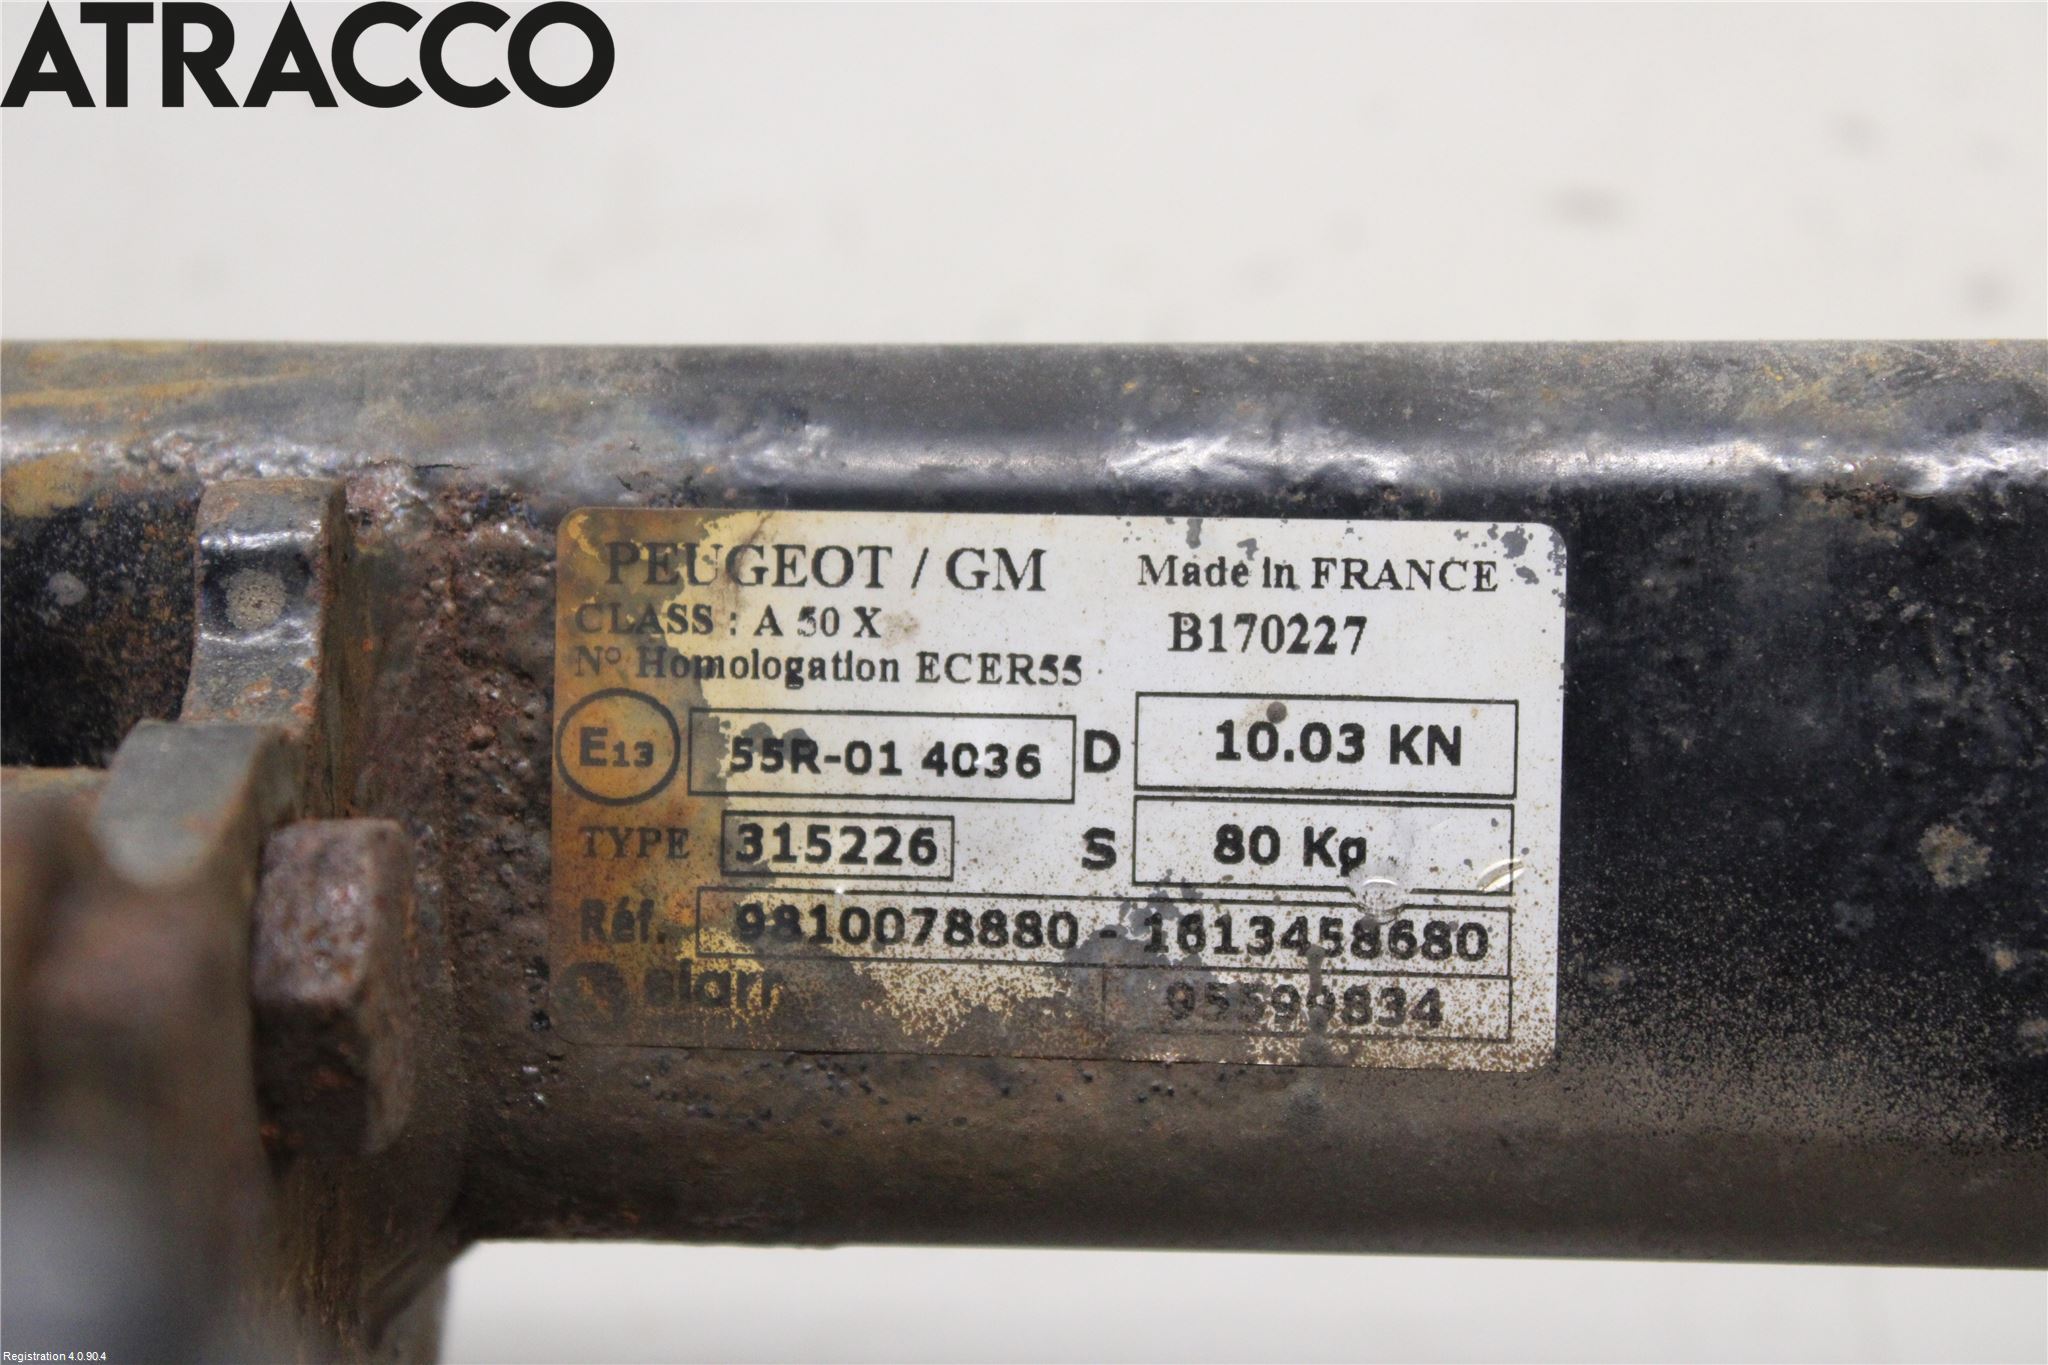 ATRACCO
PEUGEOT / GM
Made in FRANCE
CLASS : A 50 X
B170227
N° Homologation ECER55
E13
55R-01 4036
D
10.03 KN
TYPE
315226
S
80 Kg
Réf.
9810078880 - 1613458680
siarr
95599834
Registration 4.0.90.4